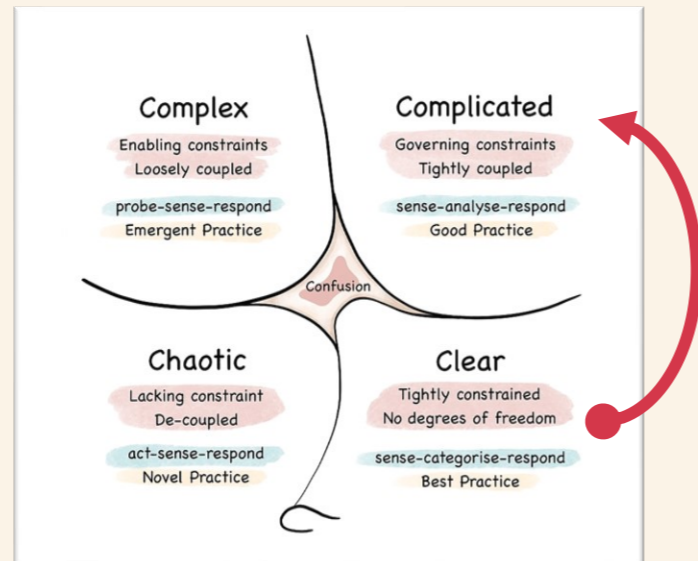 Complex
Enabling constraints
Loosely coupled
probe-sense-respond
Emergent Practice
Complicated
Governing constraints
Tightly coupled
sense-analyse-respond
Good Practice
Confusion
Chaotic
Lacking constraint
De-coupled
act-sense-respond
Novel Practice
Clear
Tightly constrained
No degrees of freedom
sense-categorise-respond
Best Practice